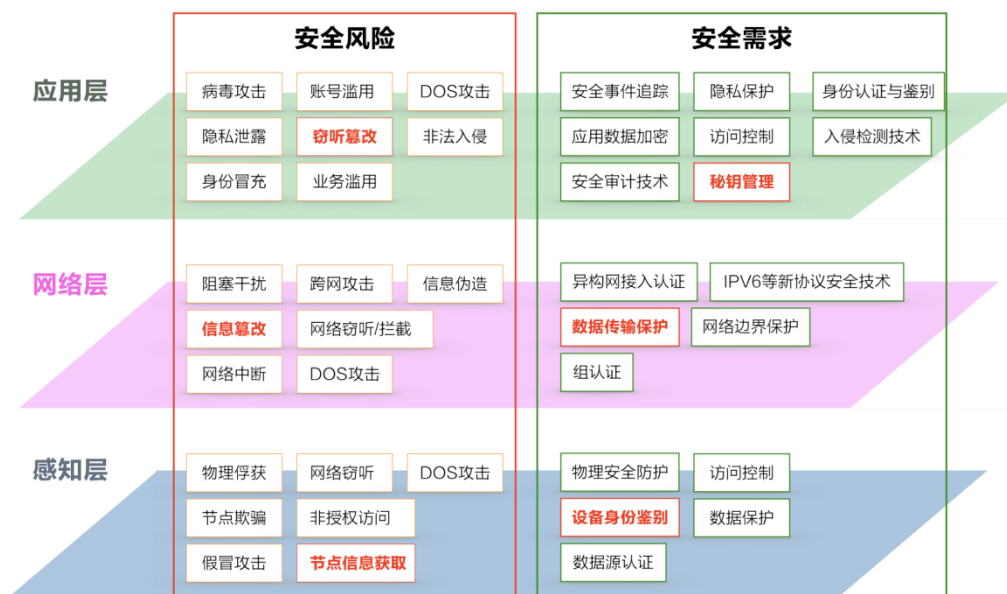 安全风险 安全需求
应用层
病毒攻击 账号滥用 DOS攻击 安全事件追踪 隐私保护 身份认证与鉴别
隐私泄露 窃听篡改 非法入侵 应用数据加密 访问控制 入侵检测技术
身份冒充 业务滥用 安全审计技术 秘钥管理
网络层
阻塞干扰 跨网攻击 信息伪造 异构网接入认证 IPV6等新协议安全技术
信息篡改 网络窃听/拦截 数据传输保护 网络边界保护
网络中断 DOS攻击 组认证
感知层
物理俘获 网络窃听 DOS攻击 物理安全防护 访问控制
节点欺骗 非授权访问 设备身份鉴别 数据保护
假冒攻击 节点信息获取 数据源认证